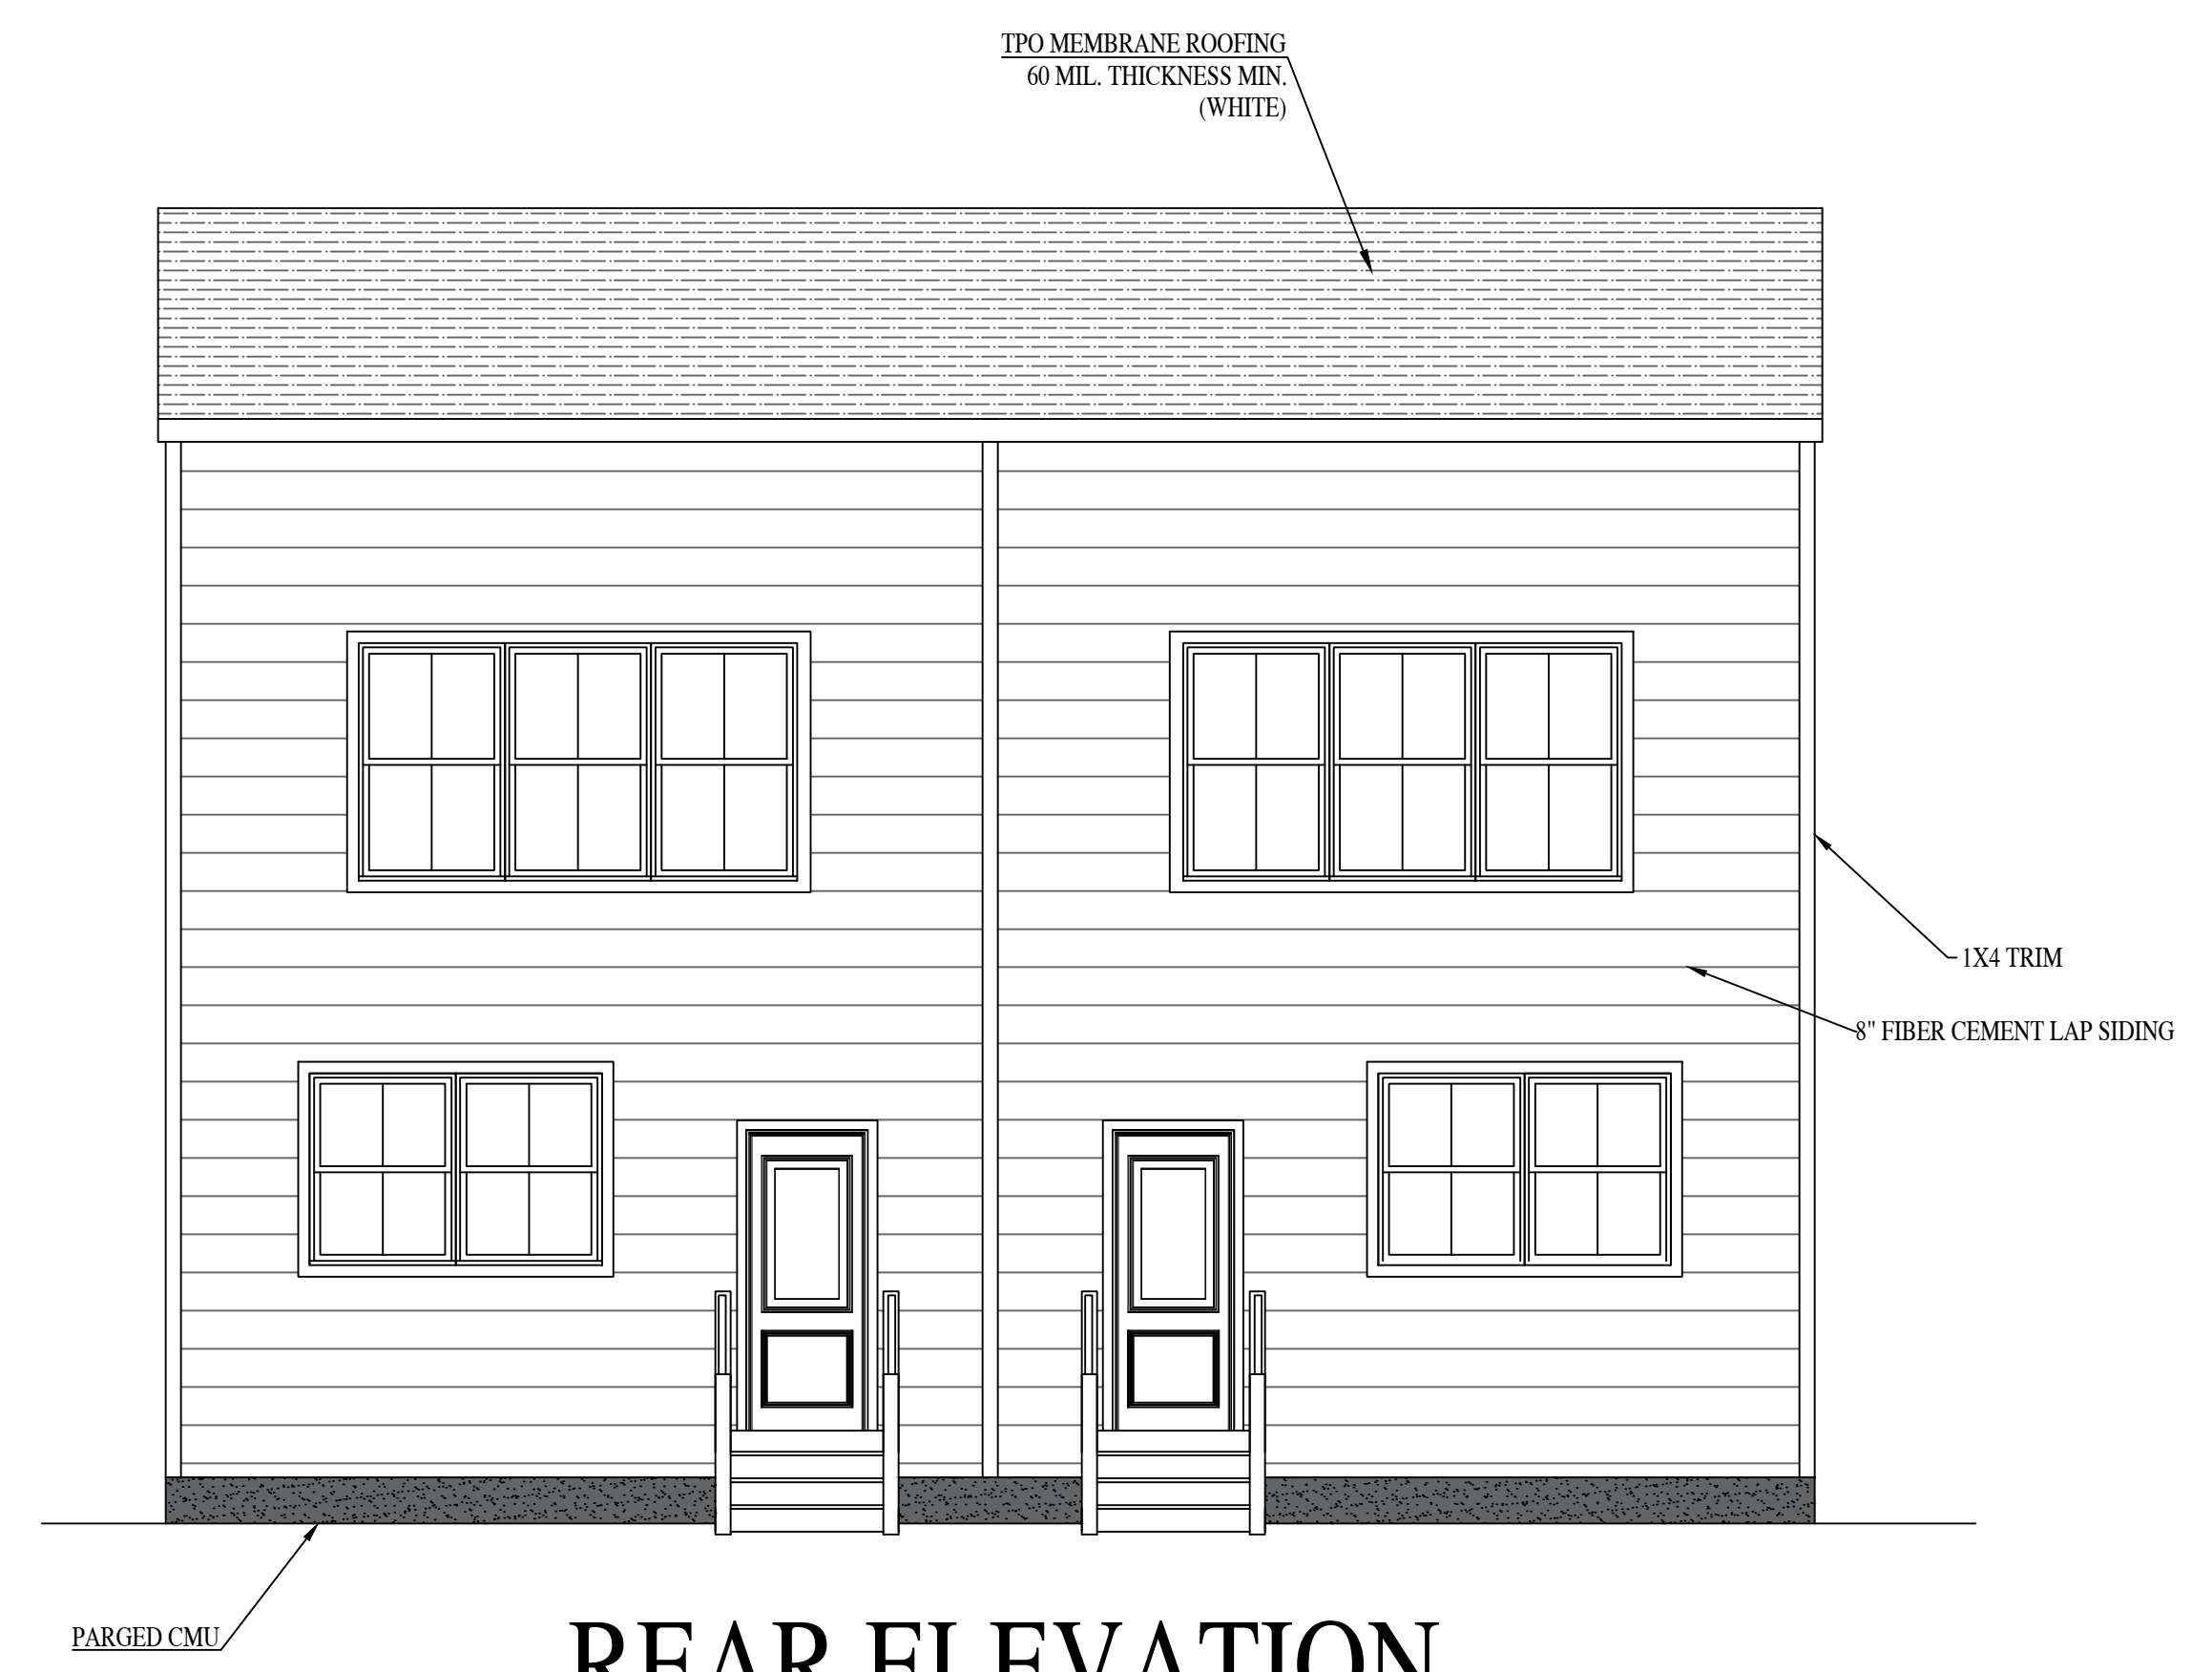 TPO MEMBRANE ROOFING
60 MIL. THICKNESS MIN.
(WHITE)
1X4 TRIM
8" FIBER CEMENT LAP SIDING
PARGED CMU
REAR ELEVATION